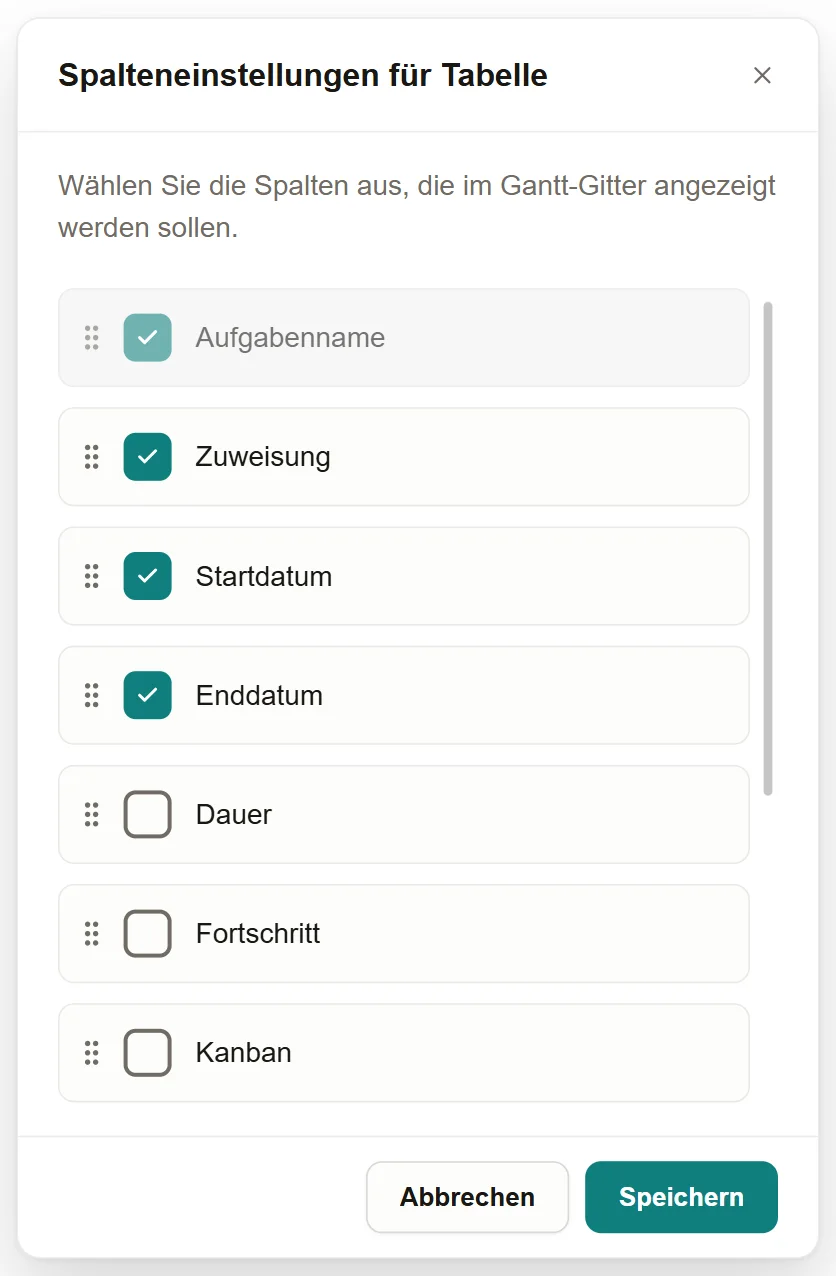 Spalteneinstellungen für Tabelle
Wählen Sie die Spalten aus, die im Gantt-Gitter angezeigt
werden sollen.
Aufgabenname
Zuweisung
Startdatum
Enddatum
Dauer
Fortschritt
Kanban
Abbrechen
Speichern